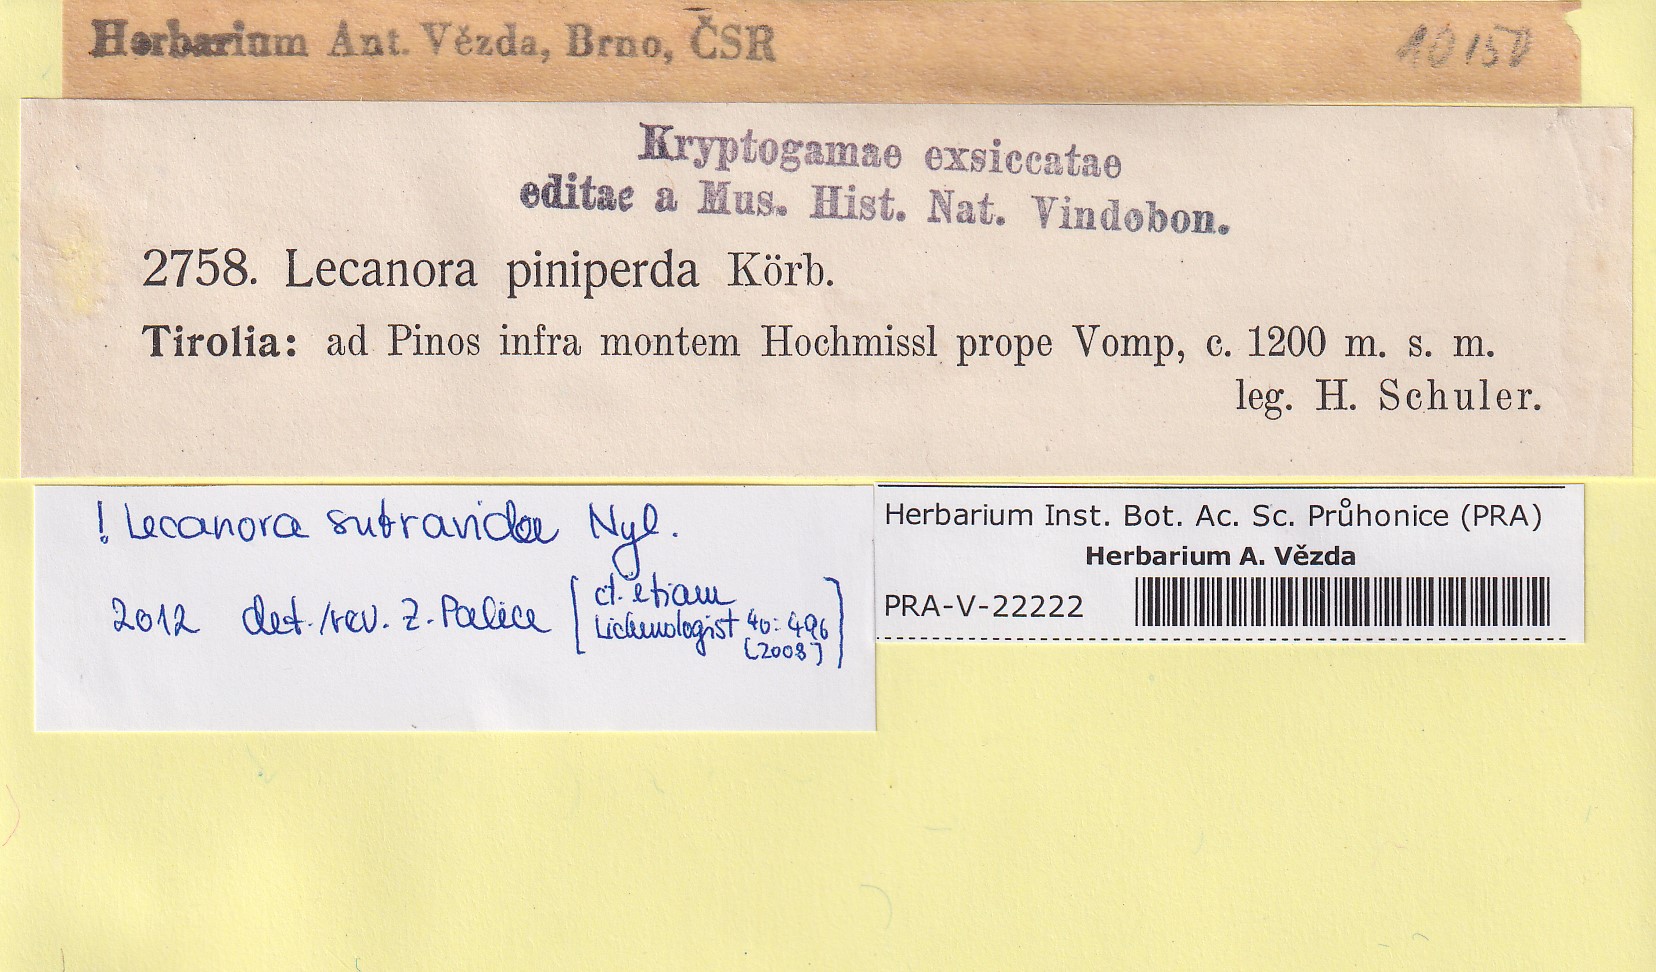 Herbarium Ant. Vězda, Brno, ČSR
Kryptogamae exsiccatae
editae a Mus. Hist. Nat. Vindobon.
2758. Lecanora piniperda Körb.
Tirolia: ad Pinos infra montem Hochmissl prope Vomp, c. 1200 m. s. m.
leg. H. Schuler.
! Lecanora subravida Nyl.
2012 det./rev. Z. Palice [cf. etiam
Lichenologist 40: 496
(2008)]
Herbarium Inst. Bot. Ac. Sc. Průhonice (PRA)
Herbarium A. Vězda
PRA-V-22222